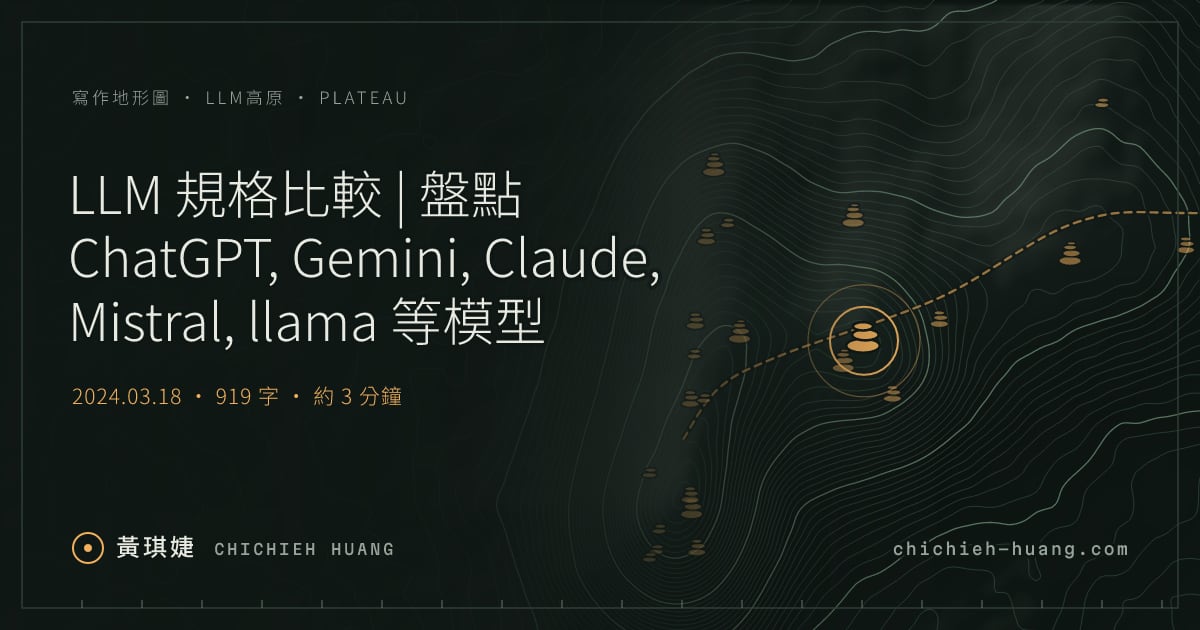 寫作地形圖 · LLM高原 · PLATEAU
LLM 規格比較 | 盤點
ChatGPT, Gemini, Claude,
Mistral, llama 等模型
2024.03.18 · 919 字 · 約 3 分鐘
黃琪婕 CHICHIEH HUANG
chichieh-huang.com